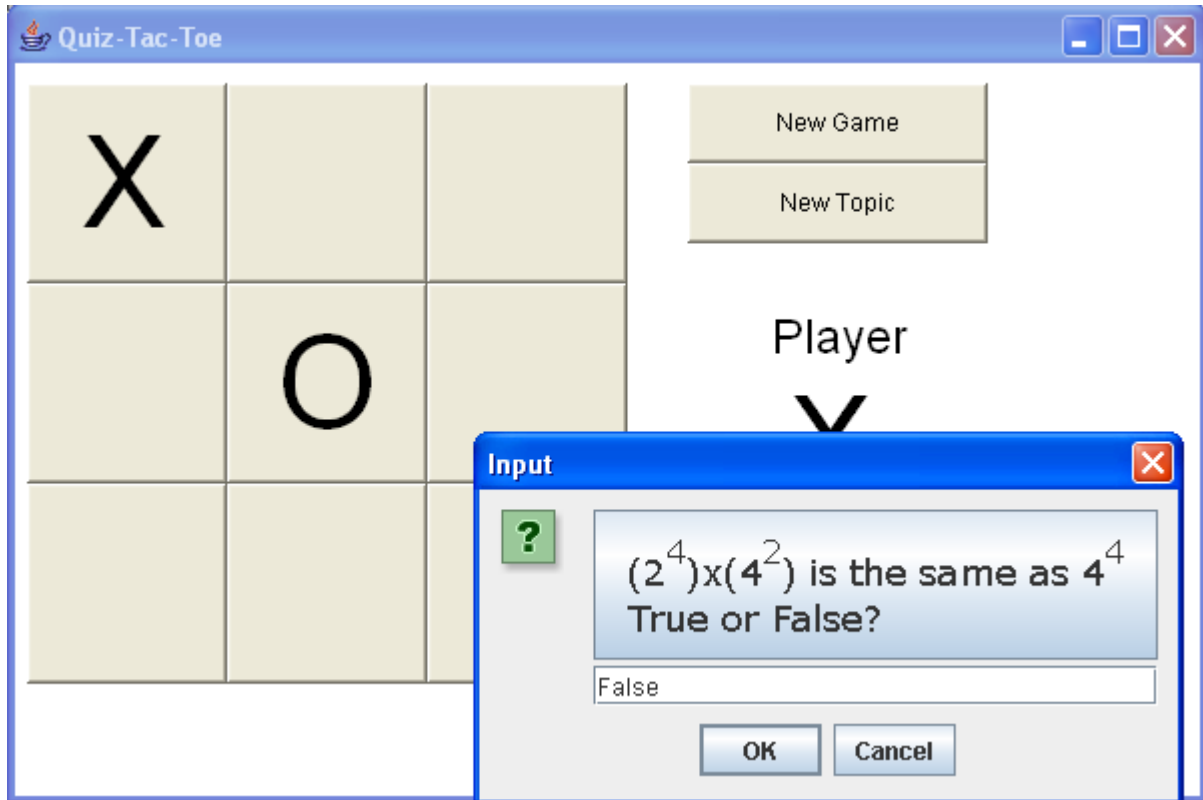 Quiz-Tac-Toe
X
New Game
New Topic
O
Player
X
Input
?
(2⁴)x(4²) is the same as 4⁴
True or False?
False
OK
Cancel